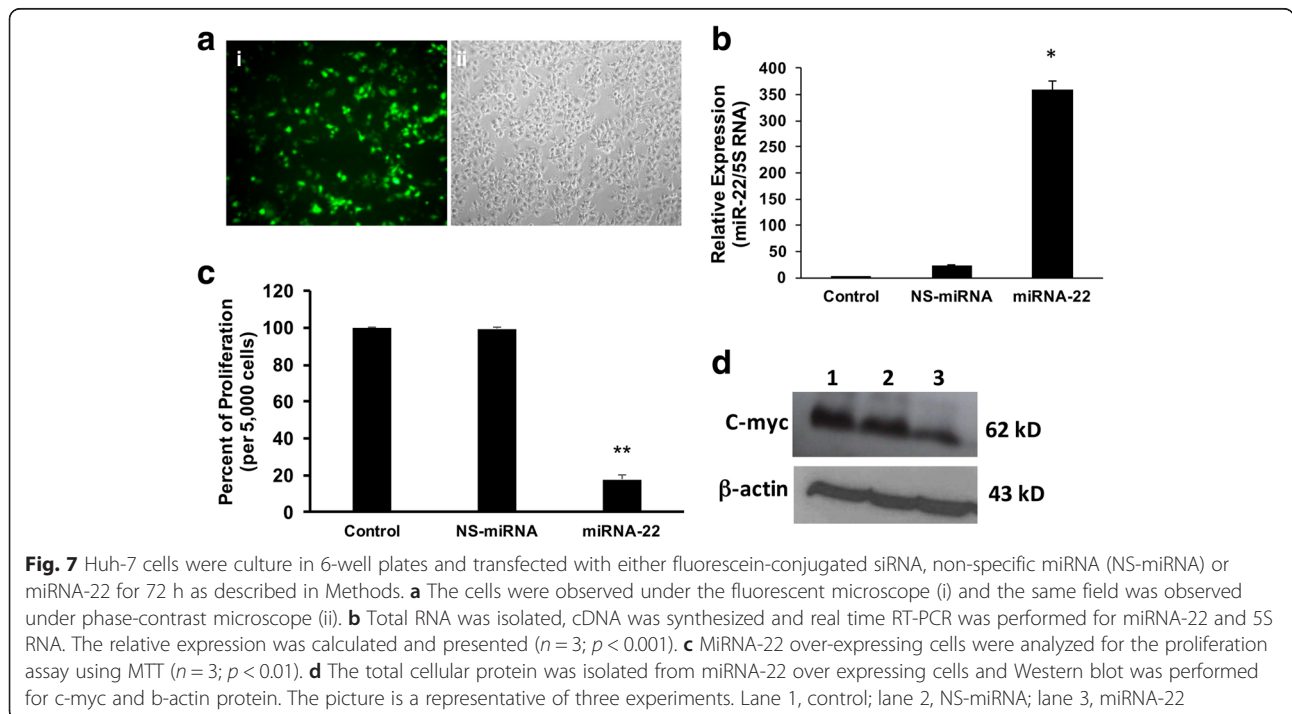 a
i
ii
b
*
Relative Expression
(miR-22/5S RNA)
400
350
300
250
200
150
100
50
0
Control NS-miRNA miRNA-22
c
Percent of Proliferation
(per 5,000 cells)
120
100
80
60
40
20
0
**
Control NS-miRNA miRNA-22
d
1 2 3
C-myc 62 kD
β-actin 43 kD
Fig. 7 Huh-7 cells were culture in 6-well plates and transfected with either fluorescein-conjugated siRNA, non-specific miRNA (NS-miRNA) or
miRNA-22 for 72 h as described in Methods. a The cells were observed under the fluorescent microscope (i) and the same field was observed
under phase-contrast microscope (ii). b Total RNA was isolated, cDNA was synthesized and real time RT-PCR was performed for miRNA-22 and 5S
RNA. The relative expression was calculated and presented (n = 3; p < 0.001). c MiRNA-22 over-expressing cells were analyzed for the proliferation
assay using MTT (n = 3; p < 0.01). d The total cellular protein was isolated from miRNA-22 over expressing cells and Western blot was performed
for c-myc and b-actin protein. The picture is a representative of three experiments. Lane 1, control; lane 2, NS-miRNA; lane 3, miRNA-22